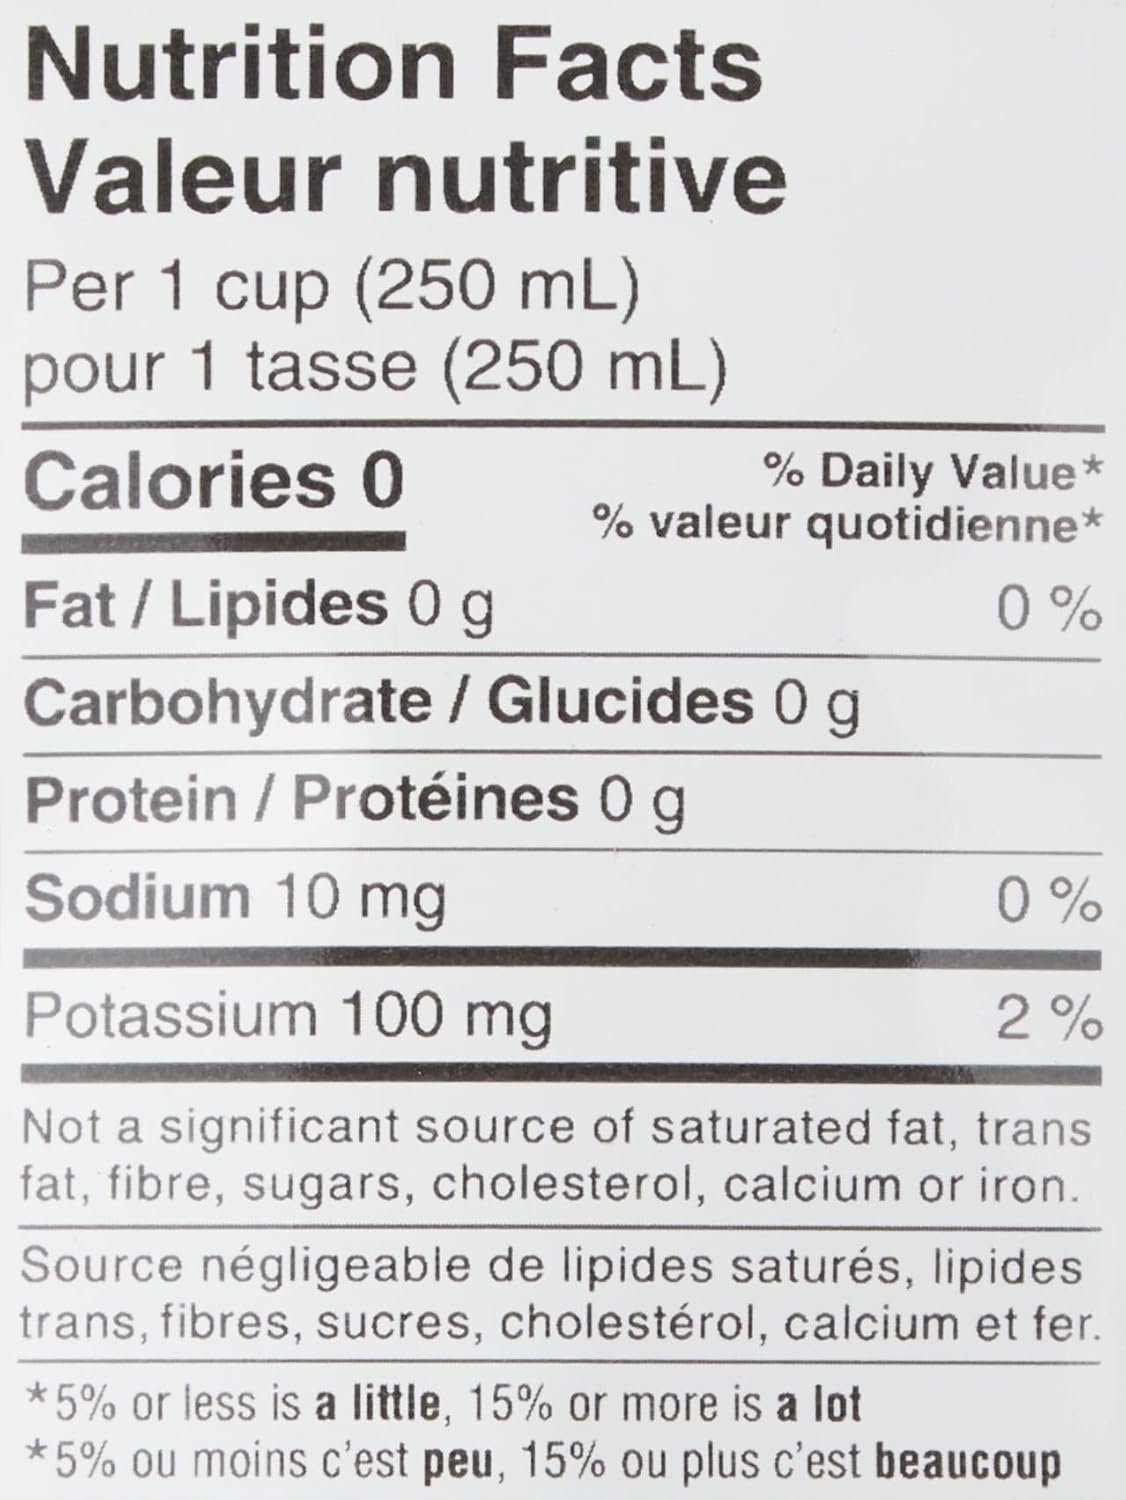 Nutrition Facts
Valeur nutritive
Per 1 cup (250 mL)
pour 1 tasse (250 mL)
Calories 0
% Daily Value*
% valeur quotidienne*
Fat / Lipides 0 g 0 %
Carbohydrate / Glucides 0 g
Protein / Protéines 0 g
Sodium 10 mg 0 %
Potassium 100 mg 2 %
Not a significant source of saturated fat, trans
fat, fibre, sugars, cholesterol, calcium or iron.
Source négligeable de lipides saturés, lipides
trans, fibres, sucres, cholestérol, calcium et fer.
*5% or less is a little, 15% or more is a lot
*5% ou moins c'est peu, 15% ou plus c'est beaucoup